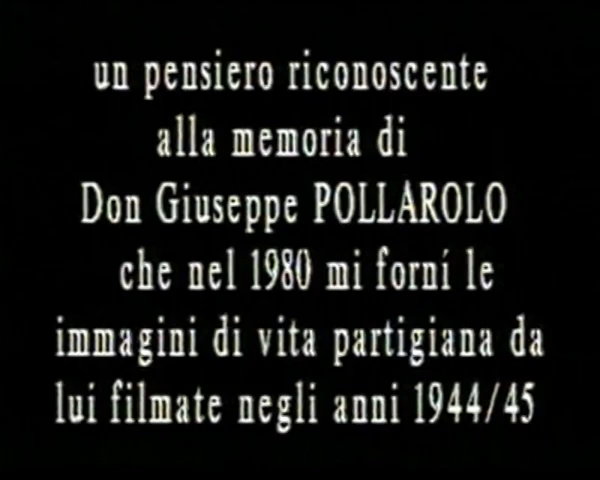 un pensiero riconoscente
alla memoria di
Don Giuseppe POLLAROLO
che nel 1980 mi forní le
immagini di vita partigiana da
lui filmate negli anni 1944/45